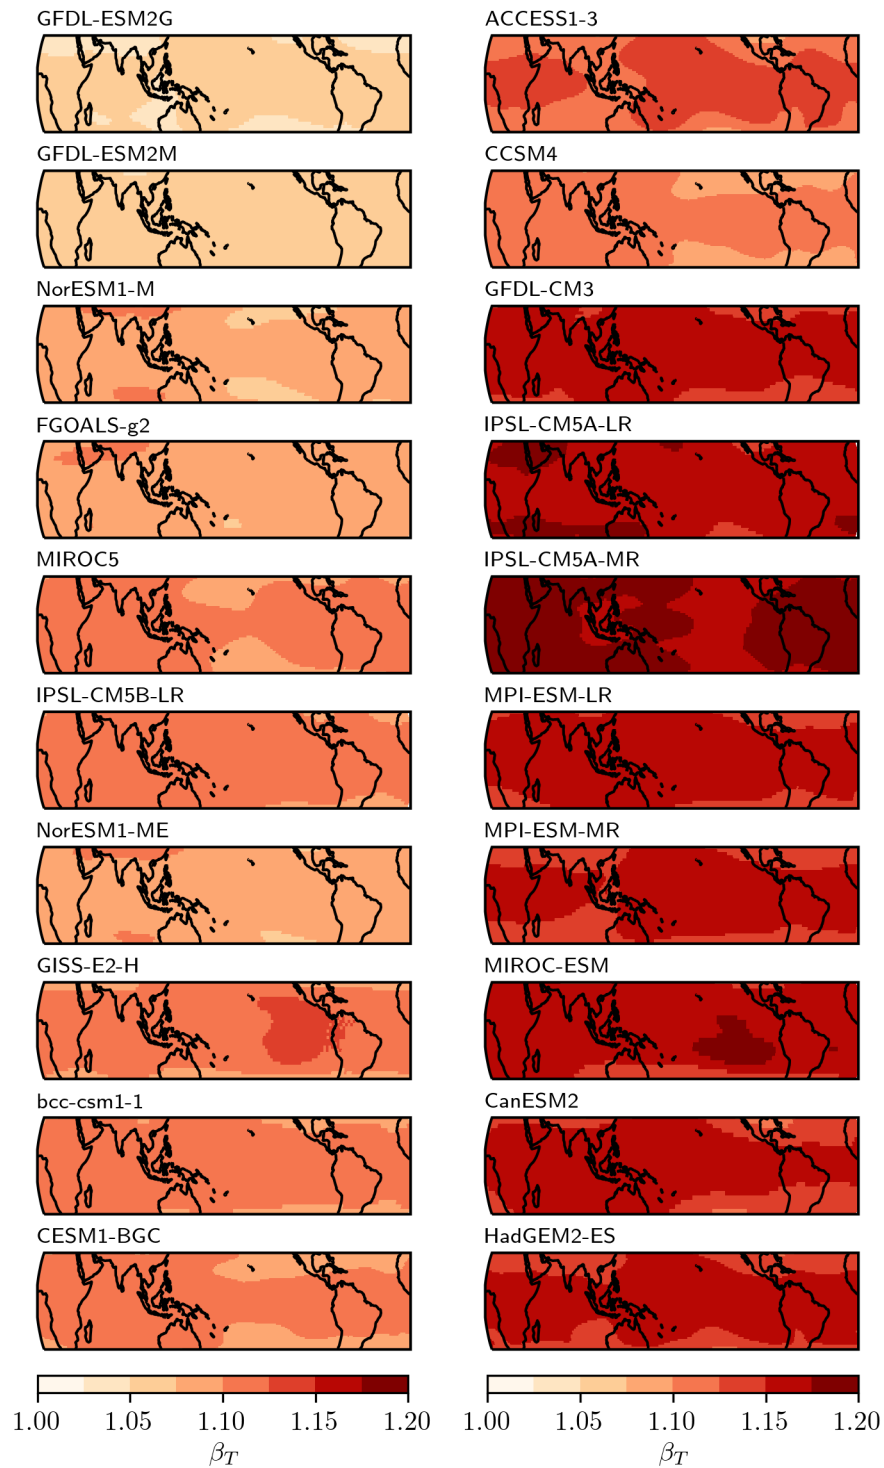 GFDL-ESM2G
GFDL-ESM2M
NorESM1-M
FGOALS-g2
MIROC5
IPSL-CM5B-LR
NorESM1-ME
GISS-E2-H
bcc-csm1-1
CESM1-BGC
1.00 1.05 1.10 1.15 1.20
β_T
ACCESS1-3
CCSM4
GFDL-CM3
IPSL-CM5A-LR
IPSL-CM5A-MR
MPI-ESM-LR
MPI-ESM-MR
MIROC-ESM
CanESM2
HadGEM2-ES
1.00 1.05 1.10 1.15 1.20
β_T